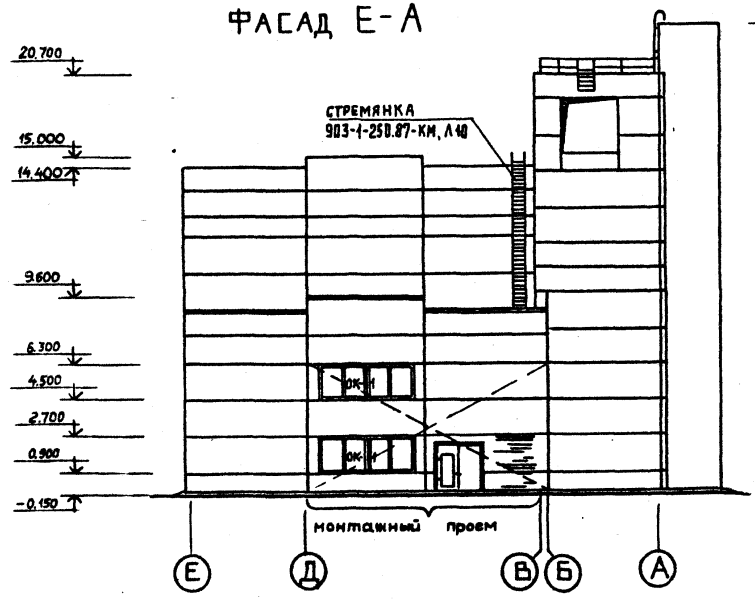 ФАСАД Е-А
20.700
СТРЕМЯНКА
903-1-250.87-КМ, Л10
15.000
14.400
9.600
6.300
4.500
2.700
0.900
-0.150
ОК-1
ОК-1
монтажный проем
Е
Д
В
Б
А